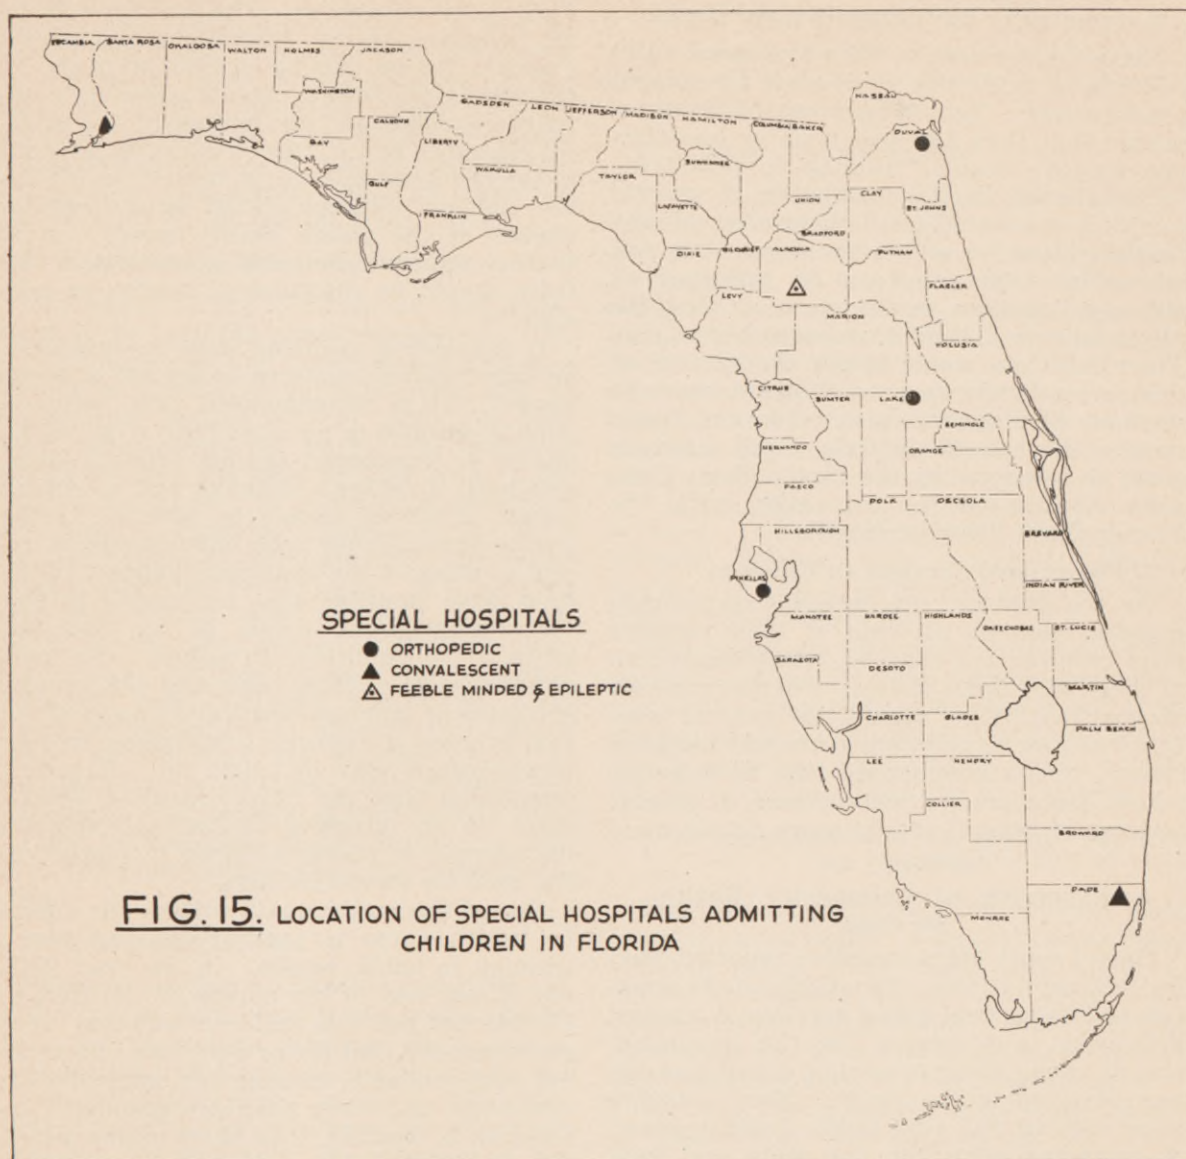 ESCAMBIA SANTA ROSA OKALOOSA WALTON HOLMES JACKSON
WASHINGTON
BAY
CALHOUN
GULF
LIBERTY
GADSDEN
LEON
JEFFERSON
MADISON
HAMILTON
COLUMBIA
BAKER
NASSAU
DUVAL
WAKULLA
FRANKLIN
TAYLOR
SUWANNEE
LAFAYETTE
UNION
CLAY
ST. JOHNS
BRADFORD
DIXIE
GILCHRIST
ALACHUA
PUTNAM
FLAGLER
LEVY
MARION
VOLUSIA
CITRUS
SUMTER
LAKE
SEMINOLE
HERNANDO
ORANGE
PASCO
POLK
OSCEOLA
HILLSBOROUGH
BREVARD
PINELLAS
INDIAN RIVER
MANATEE
HARDEE
HIGHLANDS
OKEECHOBEE
ST. LUCIE
SARASOTA
DESOTO
MARTIN
CHARLOTTE
GLADES
PALM BEACH
LEE
HENDRY
COLLIER
BROWARD
DADE
MONROE
SPECIAL HOSPITALS
ORTHOPEDIC
CONVALESCENT
FEEBLE MINDED & EPILEPTIC
FIG. 15. LOCATION OF SPECIAL HOSPITALS ADMITTING
CHILDREN IN FLORIDA